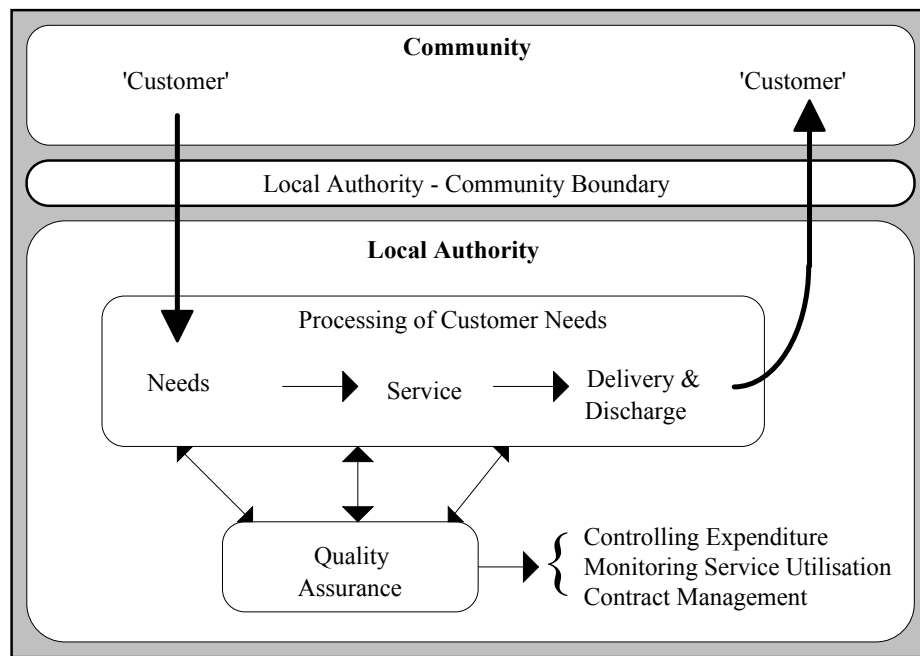 Community
'Customer' 'Customer'
Local Authority - Community Boundary
Local Authority
Processing of Customer Needs
Needs
Service
Delivery &
Discharge
Quality
Assurance
Controlling Expenditure
Monitoring Service Utilisation
Contract Management